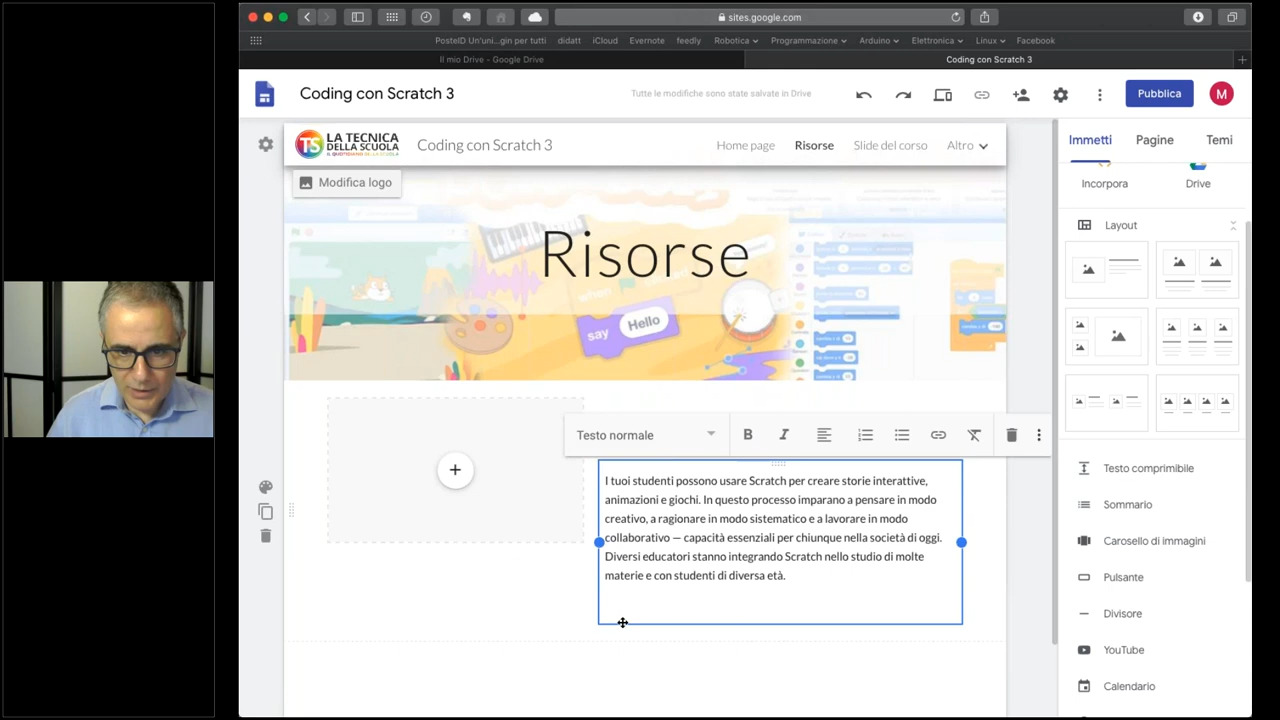 sites.google.com
PosteID Un'uni...gin per tutti didatt iCloud Evernote feedly Robotica Programmazione Arduino Elettronica Linux Facebook
Il mio Drive - Google Drive
Coding con Scratch 3
Coding con Scratch 3
Tutte le modifiche sono state salvate in Drive
Pubblica
M
TS LA TECNICA
DELLA SCUOLA
IL QUOTIDIANO DELLA SCUOLA
Coding con Scratch 3
Home page
Risorse
Slide del corso
Altro
Modifica logo
Risorse
when
say Hello
Testo normale
I tuoi studenti possono usare Scratch per creare storie interattive,
animazioni e giochi. In questo processo imparano a pensare in modo
creativo, a ragionare in modo sistematico e a lavorare in modo
collaborativo — capacità essenziali per chiunque nella società di oggi.
Diversi educatori stanno integrando Scratch nello studio di molte
materie e con studenti di diversa età.
Immetti
Pagine
Temi
Incorpora
Drive
Layout
Testo comprimibile
Sommario
Carosello di immagini
Pulsante
Divisore
YouTube
Calendario